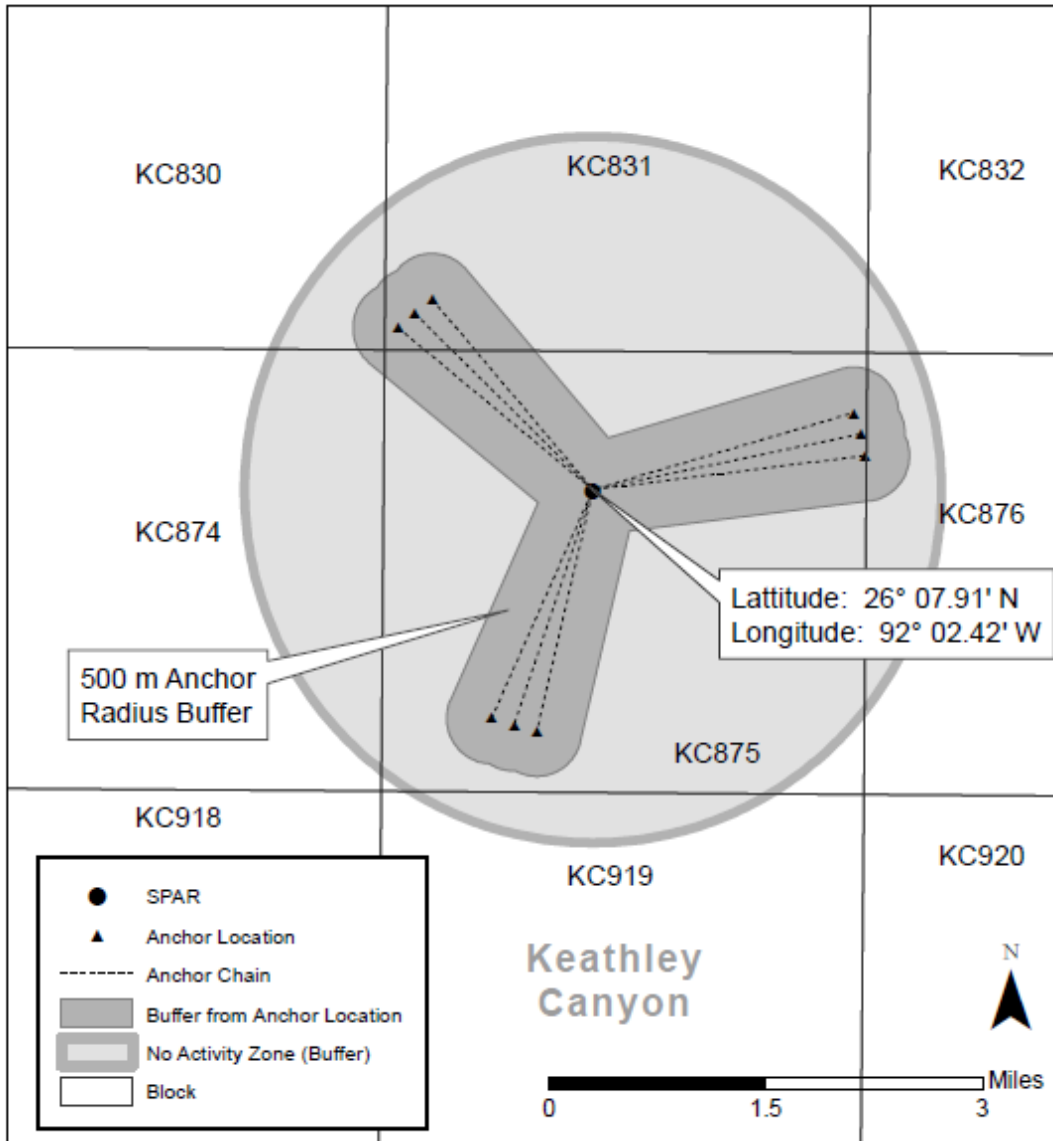 KC830
KC831
KC832
KC874
KC876
Lattitude: 26° 07.91' N
Longitude: 92° 02.42' W
500 m Anchor
Radius Buffer
KC875
KC918
KC919
KC920
SPAR
Anchor Location
Anchor Chain
Buffer from Anchor Location
No Activity Zone (Buffer)
Block
Keathley
Canyon
N
Miles
0 1.5 3